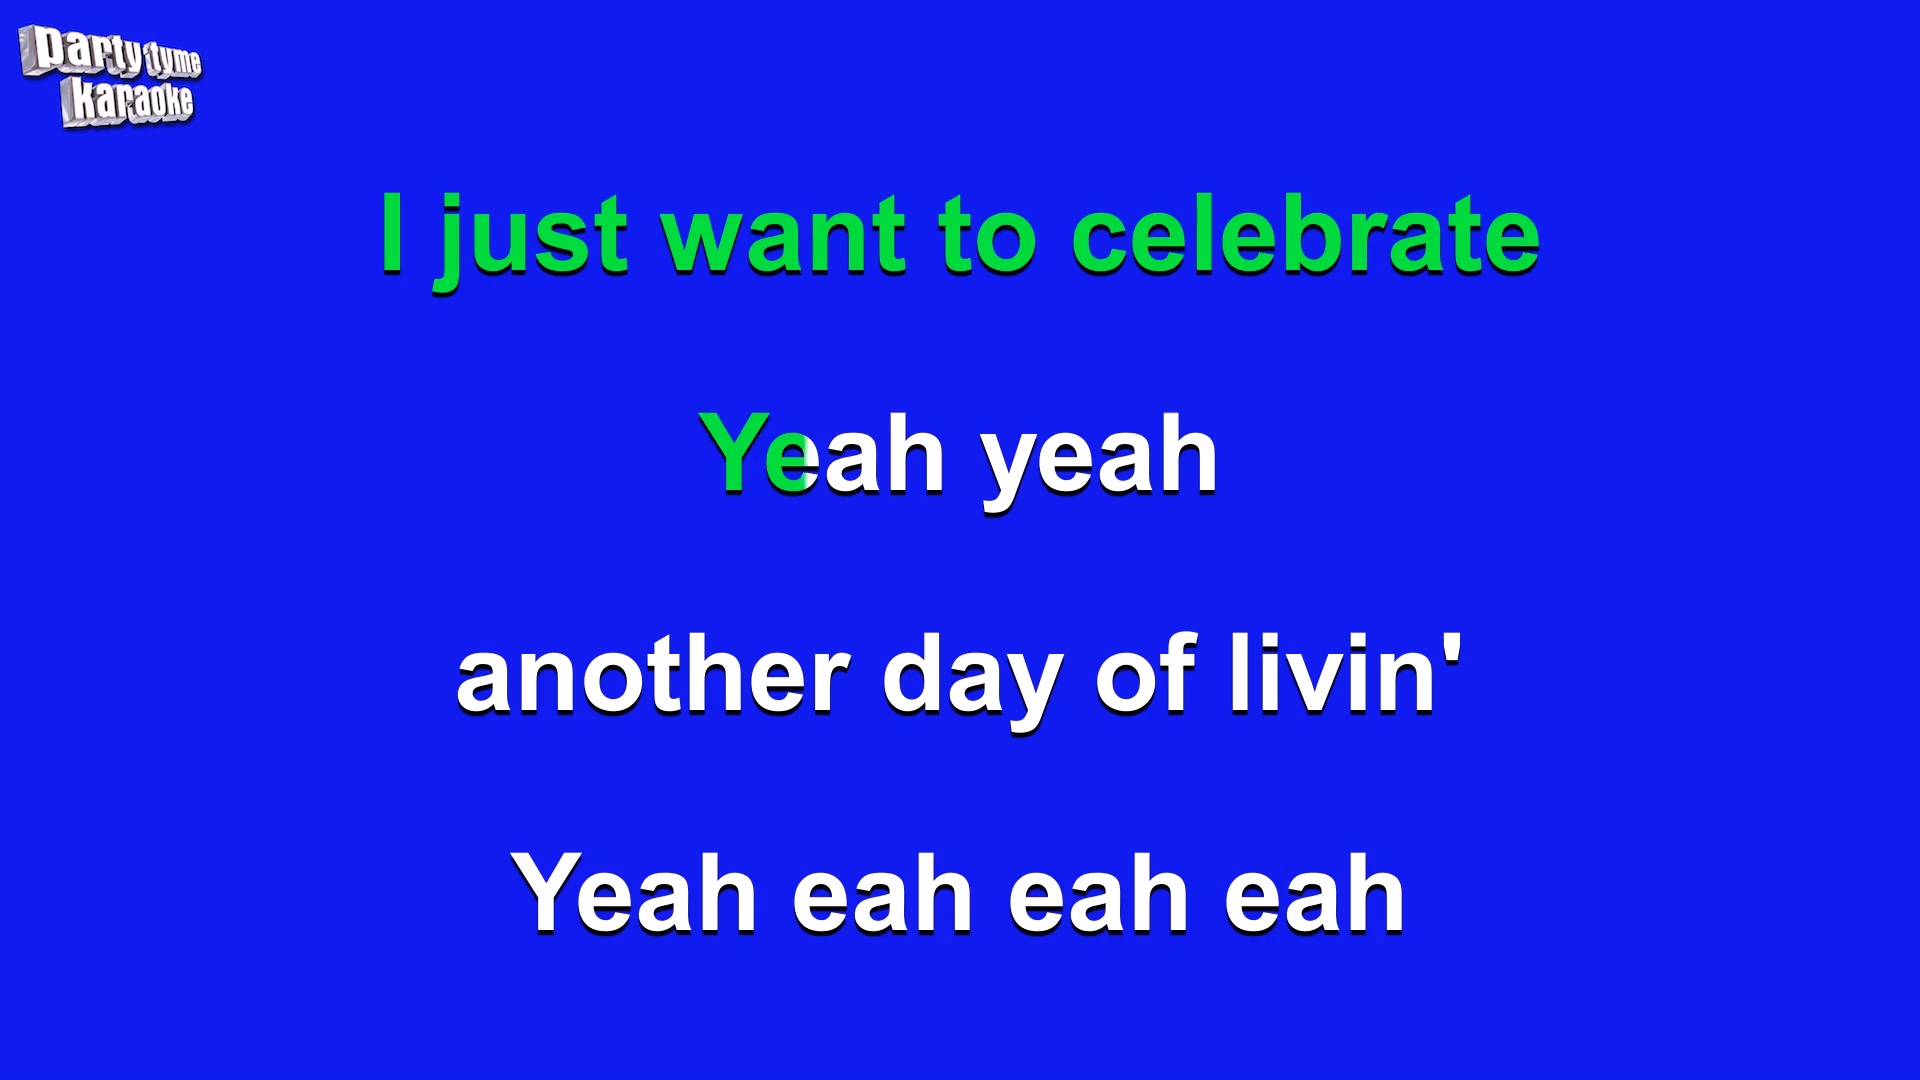 party tyme
karaoke
I just want to celebrate
Yeah yeah
another day of livin'
Yeah eah eah eah